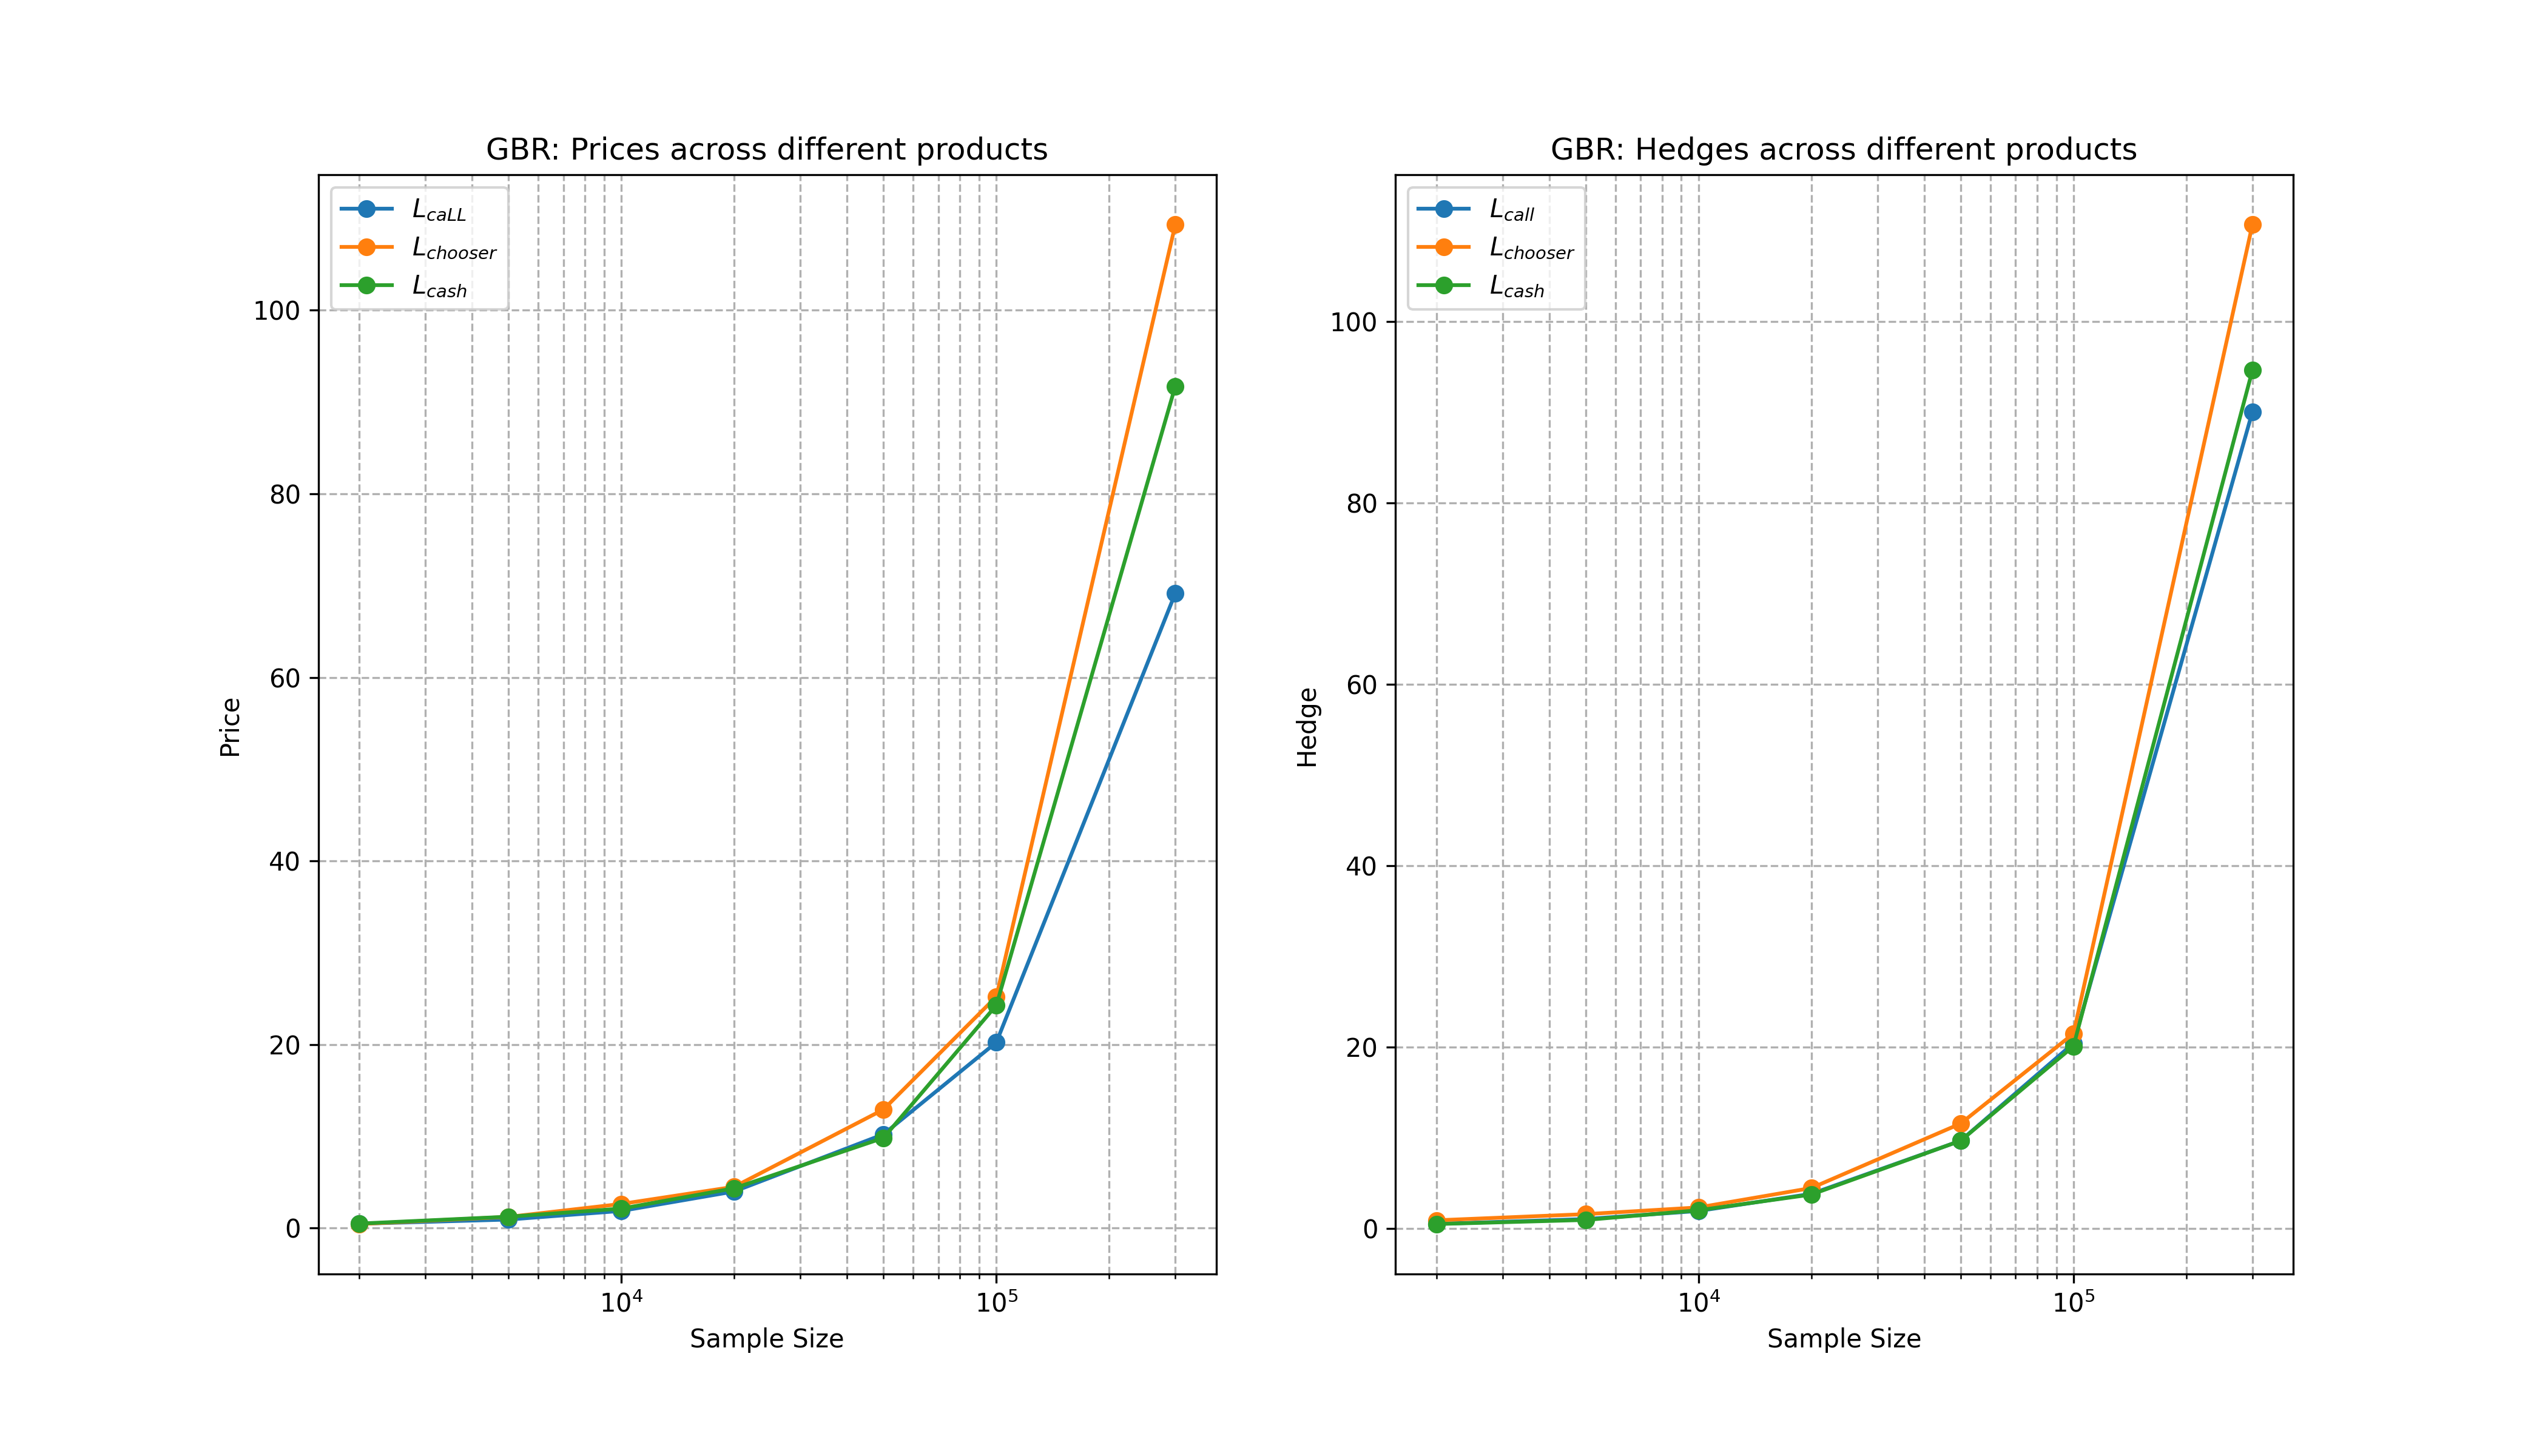 GBR: Prices across different products
L_caLL
L_chooser
L_cash
100
80
60
40
20
0
Price
10^4
10^5
Sample Size
GBR: Hedges across different products
L_call
L_chooser
L_cash
100
80
60
40
20
0
Hedge
10^4
10^5
Sample Size